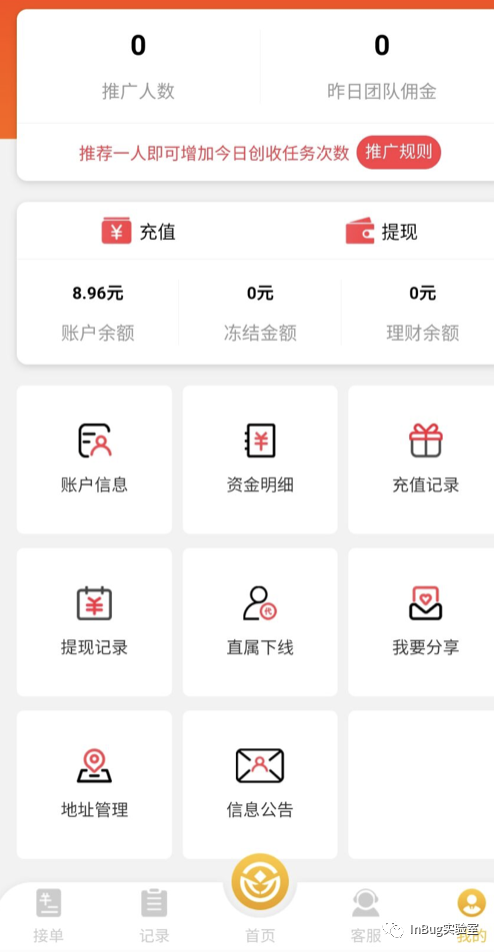 0 0
推广人数 昨日团队佣金
推荐一人即可增加今日创收任务次数 推广规则
¥ 充值 提现
8.96元 0元 0元
账户余额 冻结金额 理财余额
¥
账户信息 资金明细 充值记录
¥ 代
提现记录 直属下线 我要分享
地址管理 信息公告
接单 记录 首页 客服 我的
InBug实验室